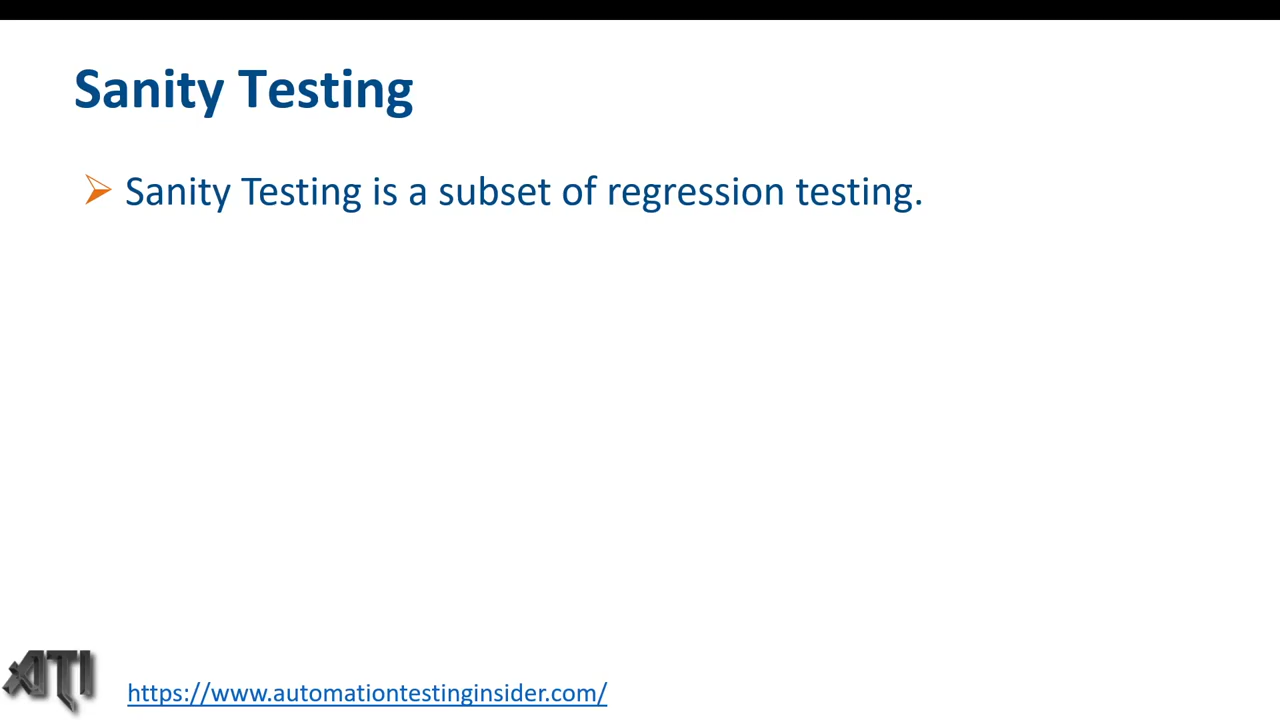 Sanity Testing
Sanity Testing is a subset of regression testing.
ATI
https://www.automationtestinginsider.com/